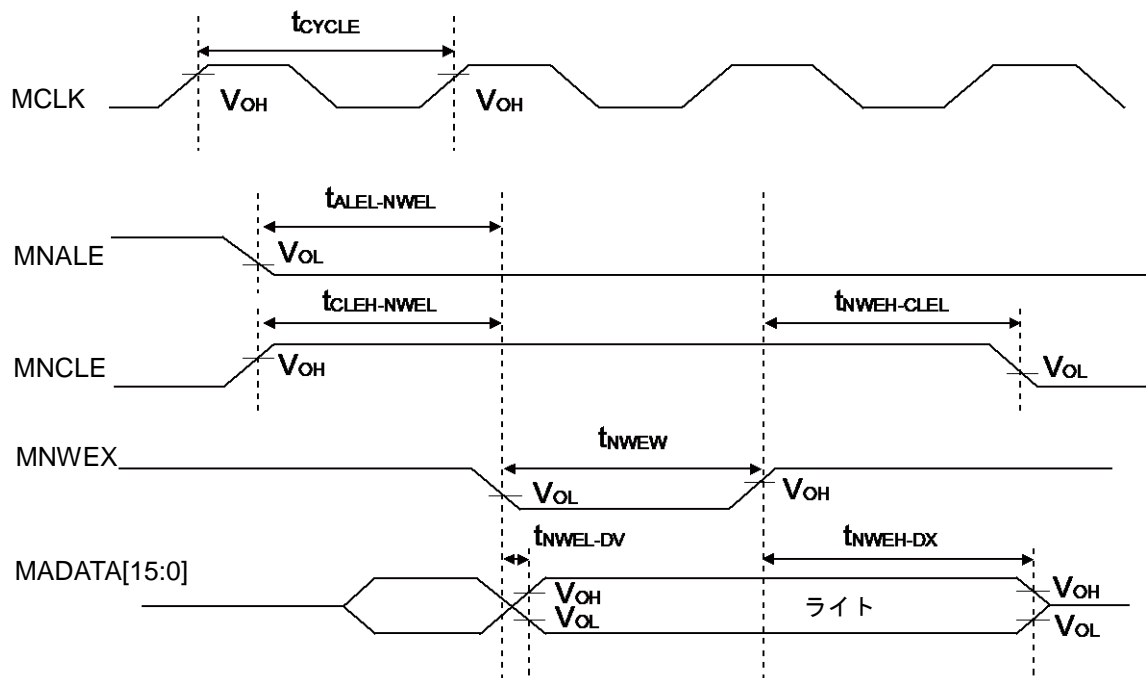 tCYCLE
MCLK
VOH VOH
tALEL-NWEL
MNALE
VOL
tCLEH-NWEL tNWEH-CLEL
MNCLE
VOH VOL
tNWEW
MNWEX
VOL VOH
tNWEL-DV tNWEH-DX
MADATA[15:0]
VOH ライト VOH
VOL VOL